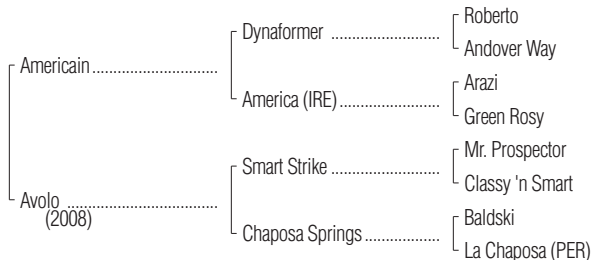 Roberto
Dynaformer ........................
Andover Way
Americain ...........................
Arazi
America (IRE) ......................
Green Rosy
Mr. Prospector
Smart Strike ........................
Classy 'n Smart
Avolo .................................
(2008)
Baldski
Chaposa Springs ................
La Chaposa (PER)